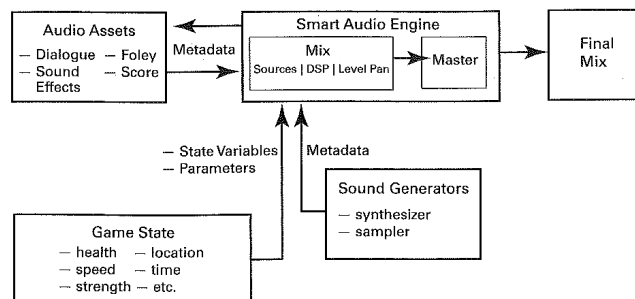 Audio Assets
— Dialogue — Foley
— Sound — Score
Effects
Metadata
Smart Audio Engine
Mix
Sources | DSP | Level Pan
Master
Final
Mix
— State Variables
— Parameters
Metadata
Sound Generators
— synthesizer
— sampler
Game State
— health — location
— speed — time
— strength — etc.